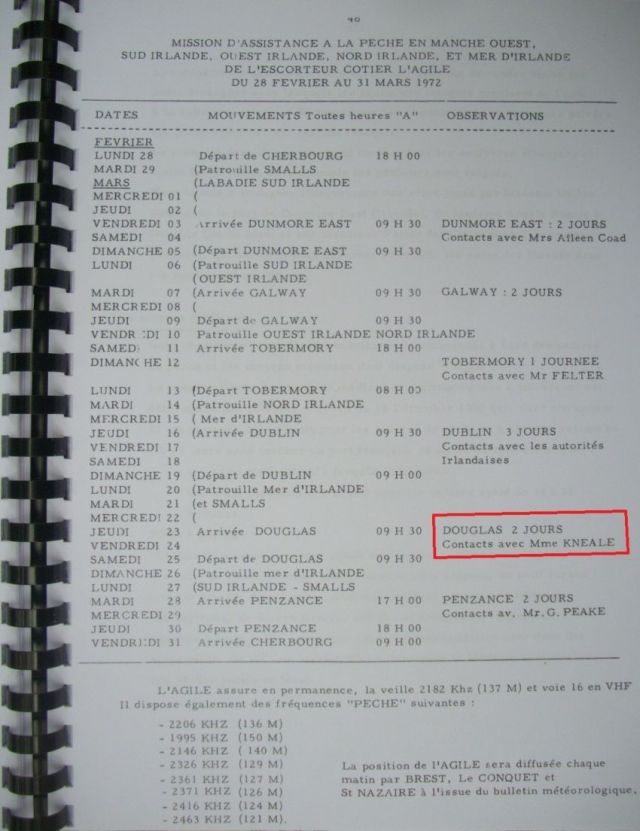 MISSION D'ASSISTANCE A LA PECHE EN MANCHE OUEST,
SUD IRLANDE, OUEST IRLANDE, NORD IRLANDE, ET MER D'IRLANDE
DE L'ESCORTEUR COTIER L'AGILE
DU 28 FEVRIER AU 31 MARS 1972
DATES MOUVEMENTS Toutes heures "A" OBSERVATIONS
FEVRIER
LUNDI 28 Départ de CHERBOURG 18 H 00
MARDI 29 (Patrouille SMALLS
MARS (LABADIE SUD IRLANDE
MERCREDI 01 (
JEUDI 02 (
VENDREDI 03 Arrivée DUNMORE EAST 09 H 30 DUNMORE EAST : 2 JOURS
SAMEDI 04 Contacts avec Mrs Aileen Coad
DIMANCHE 05 (Départ DUNMORE EAST 09 H 30
LUNDI 06 (Patrouille SUD IRLANDE
(OUEST IRLANDE
MARDI 07 (Arrivée GALWAY 09 H 30 GALWAY : 2 JOURS
MERCREDI 08 (
JEUDI 09 Départ de GALWAY 09 H 30
VENDREDI 10 Patrouille OUEST IRLANDE NORD IRLANDE
SAMEDI 11 Arrivée TOBERMORY 18 H 00
DIMANCHE 12 TOBERMORY 1 JOURNEE
Contacts avec Mr FELTER
LUNDI 13 (Départ TOBERMORY 08 H 00
MARDI 14 (Patrouille NORD IRLANDE
MERCREDI 15 ( Mer d'IRLANDE
JEUDI 16 (Arrivée DUBLIN 09 H 30 DUBLIN 3 JOURS
VENDREDI 17 Contacts avec les autorités
SAMEDI 18 Irlandaises
DIMANCHE 19 (Départ de DUBLIN 09 H 00
LUNDI 20 (Patrouille Mer d'IRLANDE
MARDI 21 (et SMALLS
MERCREDI 22 (
JEUDI 23 Arrivée DOUGLAS 09 H 30 DOUGLAS 2 JOURS
VENDREDI 24 Contacts avec Mme KNEALE
SAMEDI 25 Départ de DOUGLAS 09 H 30
DIMANCHE 26 (Patrouille mer d'IRLANDE
LUNDI 27 (SUD IRLANDE - SMALLS
MARDI 28 Arrivée PENZANCE 17 H 00 PENZANCE 2 JOURS
MERCREDI 29 Contacts av. Mr. G. PEAKE
JEUDI 30 Départ PENZANCE 18 H 00
VENDREDI 31 Arrivée CHERBOURG 09 H 00
L'AGILE assure en permanence, la veille 2182 Khz (137 M) et voie 16 en VHF
Il dispose également des fréquences "PECHE" suivantes :
- 2206 KHZ (136 M)
- 1995 KHZ (150 M)
- 2146 KHZ ( 140 M)
- 2326 KHZ (129 M) La position de l'AGILE sera diffusée chaque
- 2361 KHZ (127 M) matin par BREST, Le CONQUET et
- 2371 KHZ (126 M) St NAZAIRE à l'issue du bulletin météorologique.
- 2416 KHZ (124 M)
- 2463 KHZ (121 M).